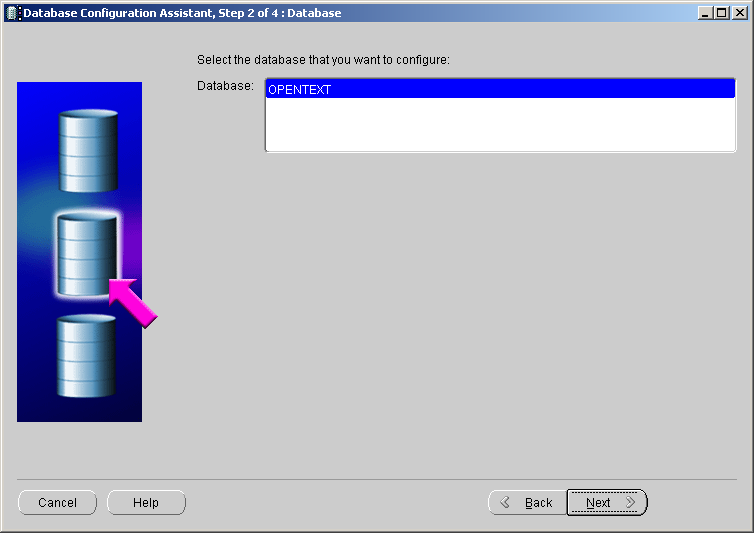 Database Configuration Assistant, Step 2 of 4 : Database
Select the database that you want to configure:
Database:
OPENTEXT
Cancel
Help
Back
Next